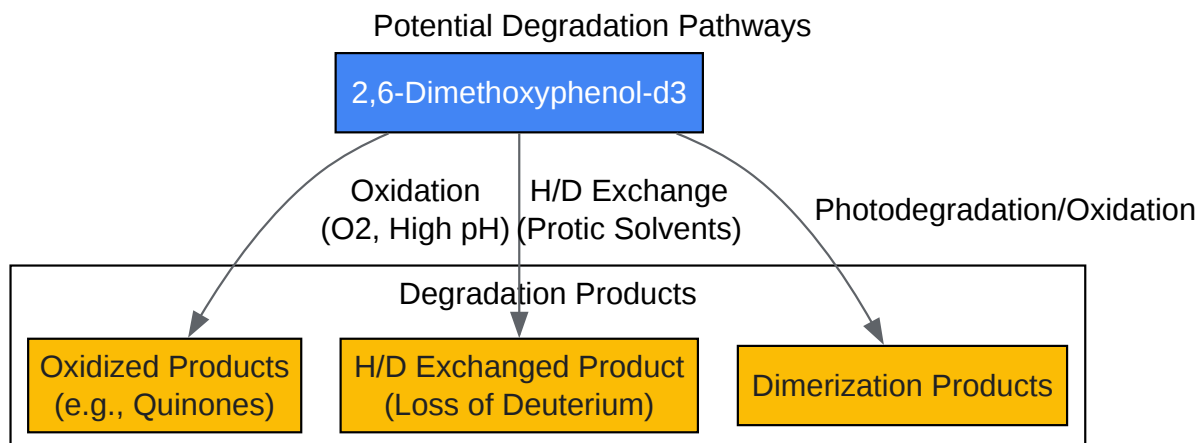 Potential Degradation Pathways
2,6-Dimethoxyphenol-d3
Oxidation
(O2, High pH)
H/D Exchange
(Protic Solvents)
Photodegradation/Oxidation
Degradation Products
Oxidized Products
(e.g., Quinones)
H/D Exchanged Product
(Loss of Deuterium)
Dimerization Products